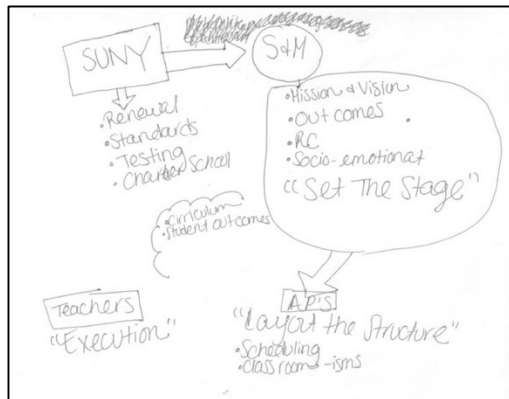 SUNY
S&M
•Renewal
•Standards
•Testing
•Charter School
•Mission & Vision
•Outcomes
•RC
•Socio-emotional
"Set The Stage"
•Cirriculum
•Student outcomes
Teachers
"Execution"
AP's
"Layout the Structure"
•Scheduling
•Classroom-isms